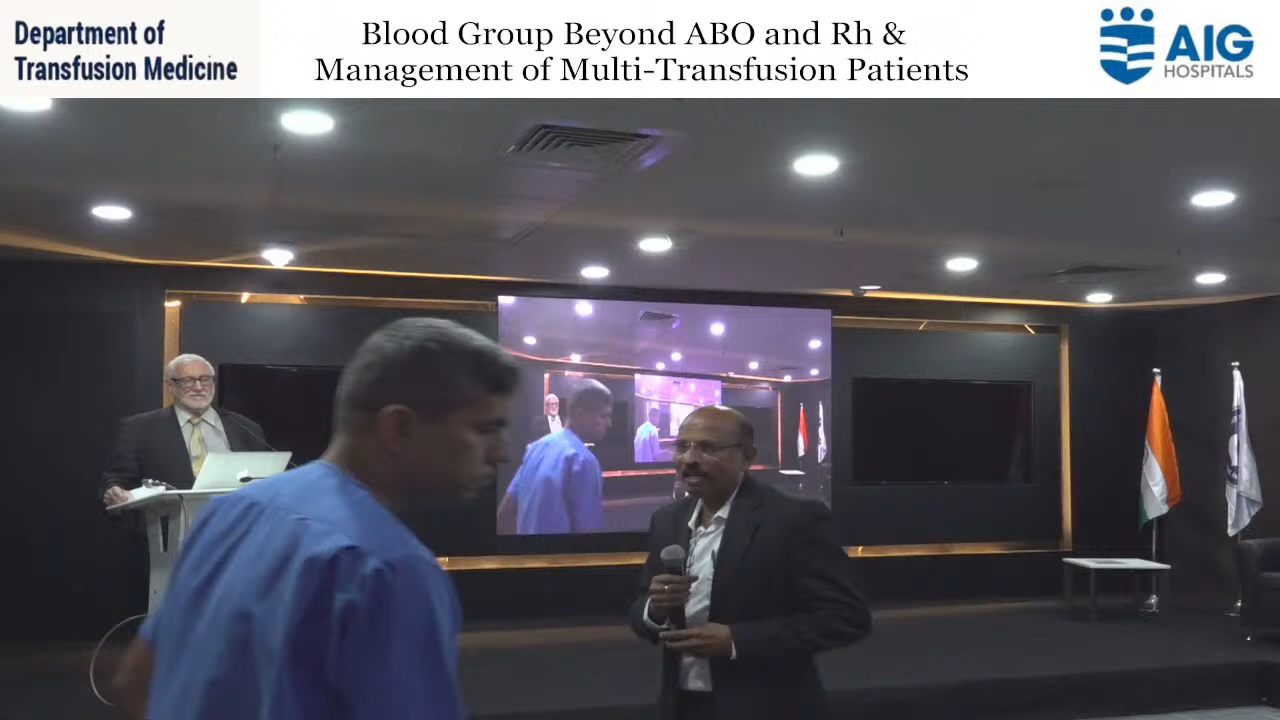 Department of
Transfusion Medicine
Blood Group Beyond ABO and Rh &
Management of Multi-Transfusion Patients
AIG
HOSPITALS